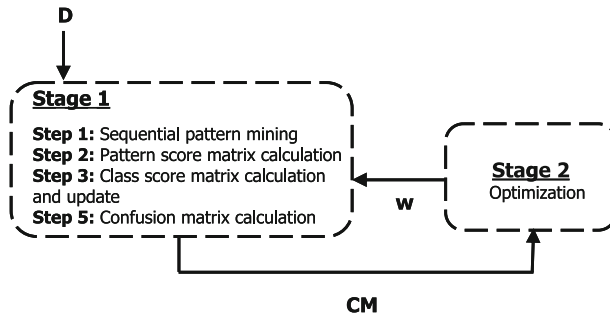 D
Stage 1
Step 1: Sequential pattern mining
Step 2: Pattern score matrix calculation
Step 3: Class score matrix calculation
and update
Step 5: Confusion matrix calculation
Stage 2
Optimization
w
CM